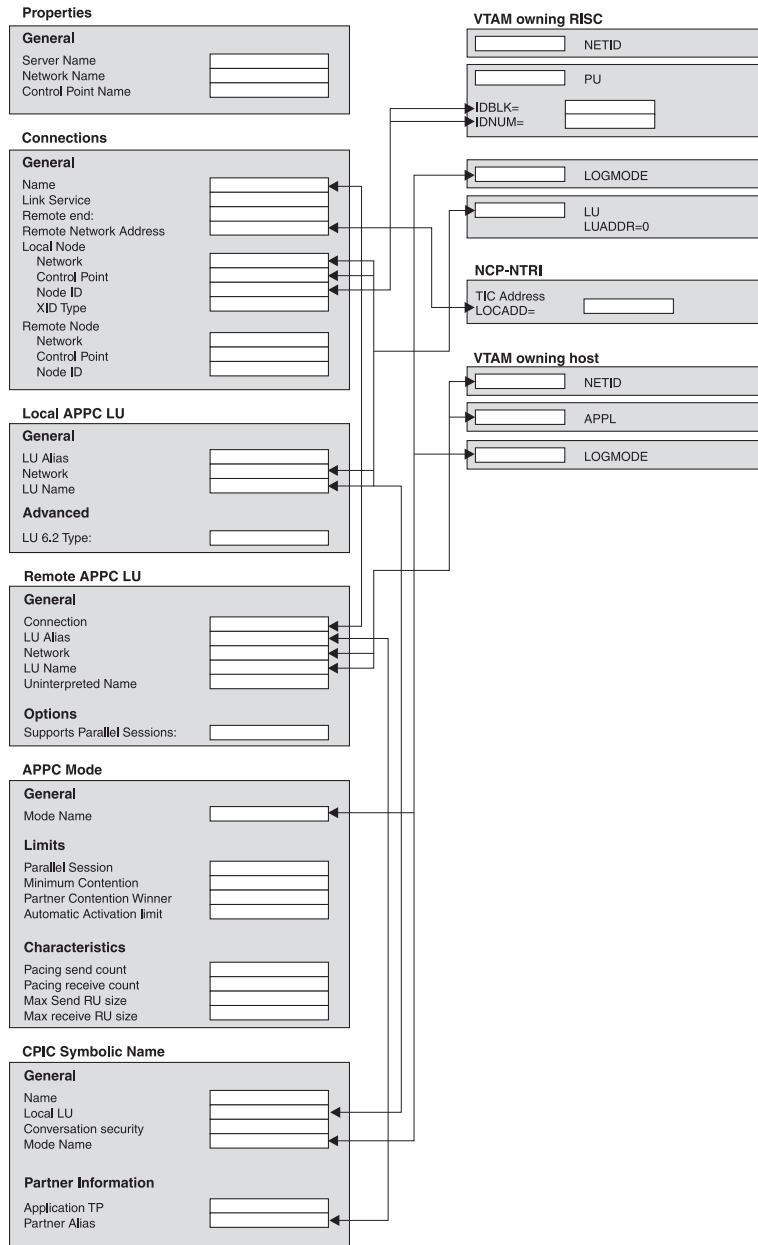 Properties
General
Server Name
Network Name
Control Point Name
Connections
General
Name
Link Service
Remote end:
Remote Network Address
Local Node
Network
Control Point
Node ID
XID Type
Remote Node
Network
Control Point
Node ID
Local APPC LU
General
LU Alias
Network
LU Name
Advanced
LU 6.2 Type:
Remote APPC LU
General
Connection
LU Alias
Network
LU Name
Uninterpreted Name
Options
Supports Parallel Sessions:
APPC Mode
General
Mode Name
Limits
Parallel Session
Minimum Contention
Partner Contention Winner
Automatic Activation limit
Characteristics
Pacing send count
Pacing receive count
Max Send RU size
Max receive RU size
CPIC Symbolic Name
General
Name
Local LU
Conversation security
Mode Name
Partner Information
Application TP
Partner Alias
VTAM owning RISC
NETID
PU
IDBLK=
IDNUM=
LOGMODE
LU
LUADDR=0
NCP-NTRI
TIC Address
LOCADD=
VTAM owning host
NETID
APPL
LOGMODE